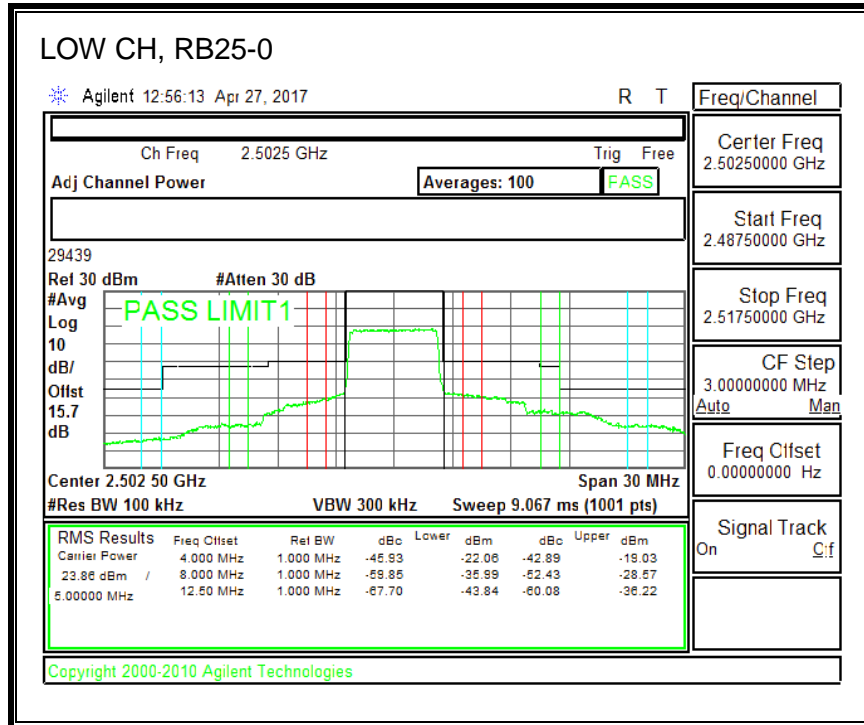 LOW CH, RB25-0
Agilent 12:56:13 Apr 27, 2017 R T
Freq/Channel
Ch Freq 2.5025 GHz Trig Free
Adj Channel Power Averages: 100 PASS
Center Freq
2.50250000 GHz
Start Freq
2.48750000 GHz
Stop Freq
2.51750000 GHz
CF Step
3.00000000 MHz
Auto Man
Freq Offset
0.00000000 Hz
Signal Track
On Off
29439
Ref 30 dBm #Atten 30 dB
#Avg
Log
10
dB/
Offst
15.7
dB
PASS LIMIT1
Center 2.502 50 GHz Span 30 MHz
#Res BW 100 kHz VBW 300 kHz Sweep 9.067 ms (1001 pts)
RMS Results Freq Offset Ref BW dBc Lower dBm dBc Upper dBm
Carrier Power 4.000 MHz 1.000 MHz -45.93 -22.06 -42.89 -19.03
23.86 dBm / 8.000 MHz 1.000 MHz -59.85 -35.99 -52.43 -28.57
5.00000 MHz 12.50 MHz 1.000 MHz -67.70 -43.84 -60.08 -36.22
Copyright 2000-2010 Agilent Technologies